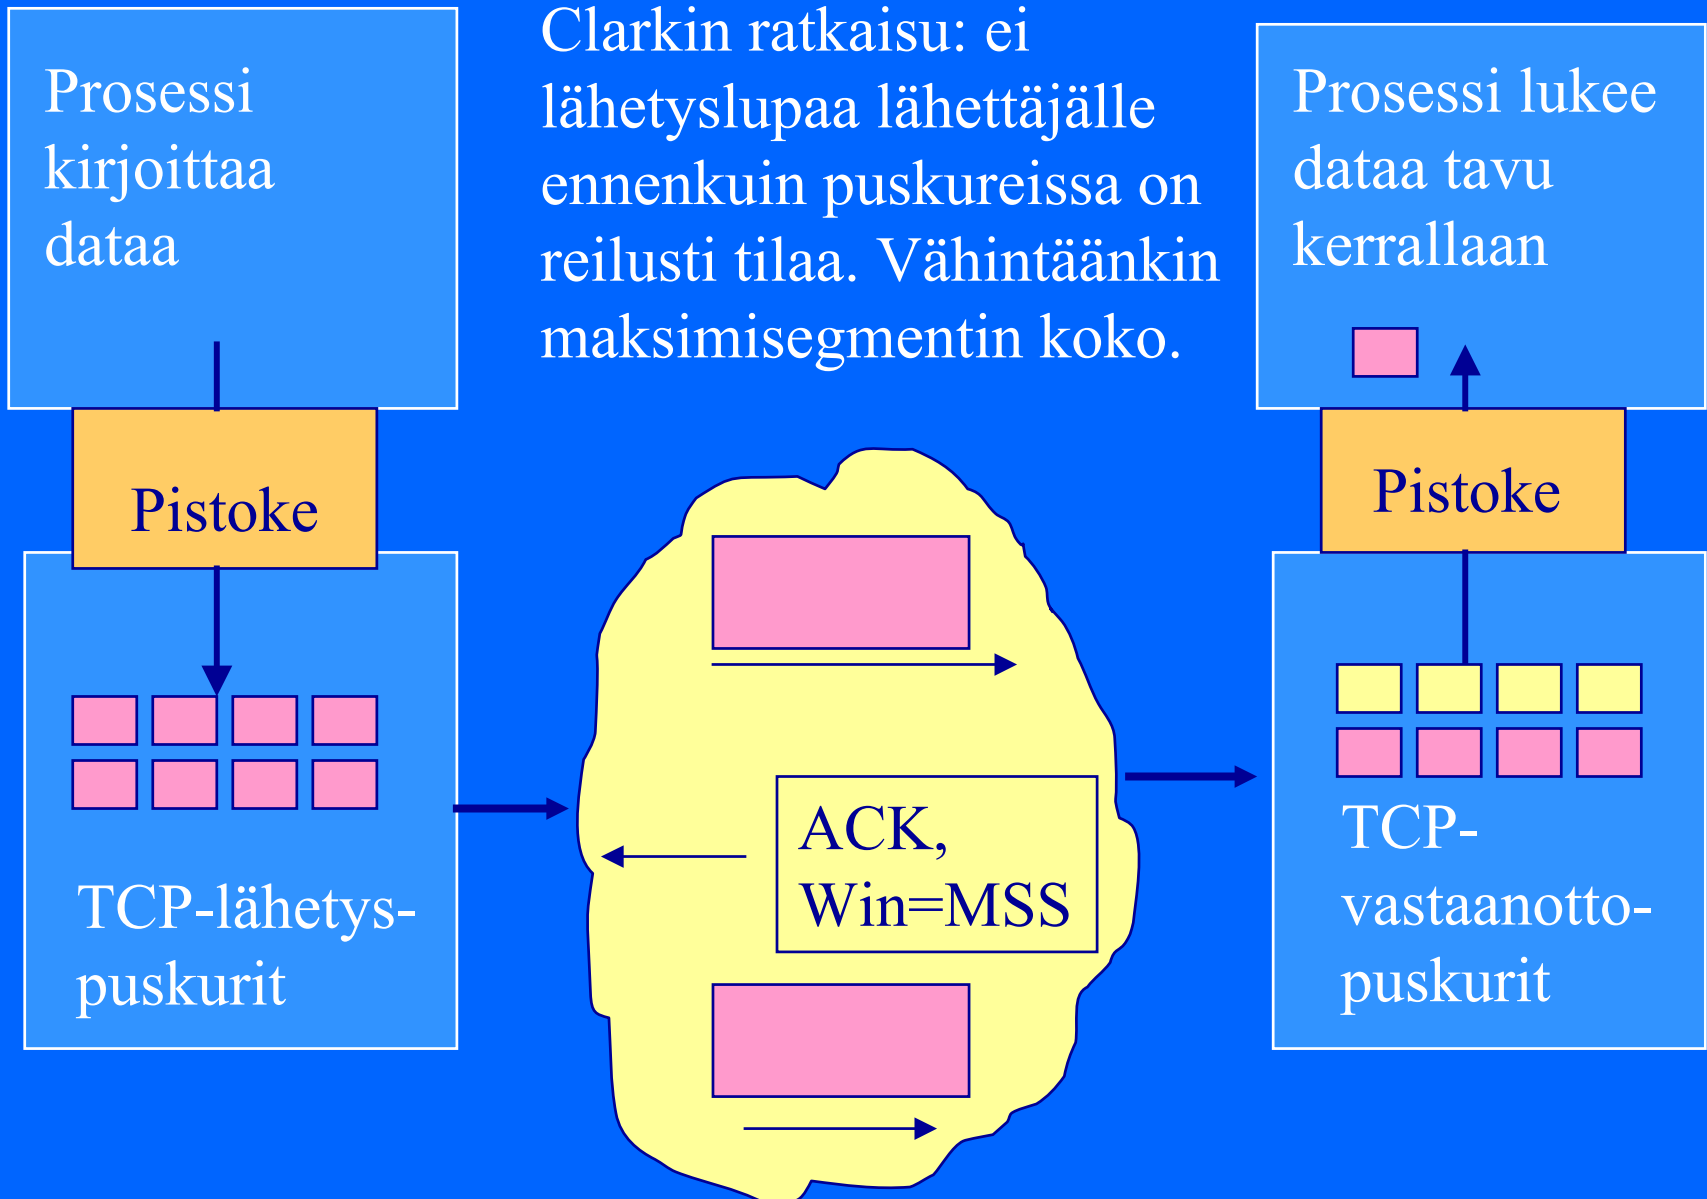 Prosessi
kirjoittaa
dataa
Clarkin ratkaisu: ei
lähetyslupaa lähettäjälle
ennenkuin puskureissa on
reilusti tilaa. Vähintäänkin
maksimisegmentin koko.
Prosessi lukee
dataa tavu
kerrallaan
Pistoke
Pistoke
TCP-lähetys-
puskurit
ACK,
Win=MSS
TCP-
vastaanotto-
puskurit